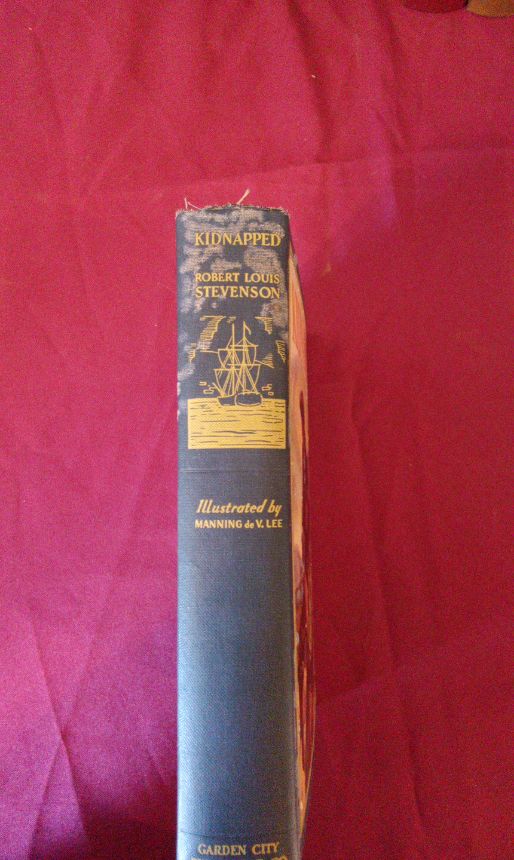 KIDNAPPED
ROBERT LOUIS
STEVENSON
Illustrated by
MANNING de V. LEE
GARDEN CITY